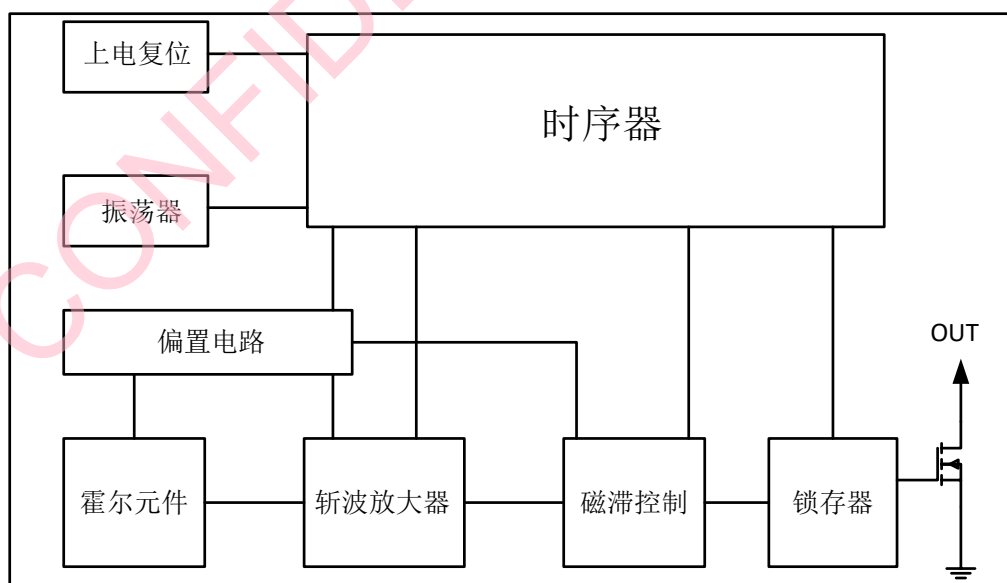 上电复位
时序器
振荡器
偏置电路
OUT
霍尔元件
斩波放大器
磁滞控制
锁存器
CONFID